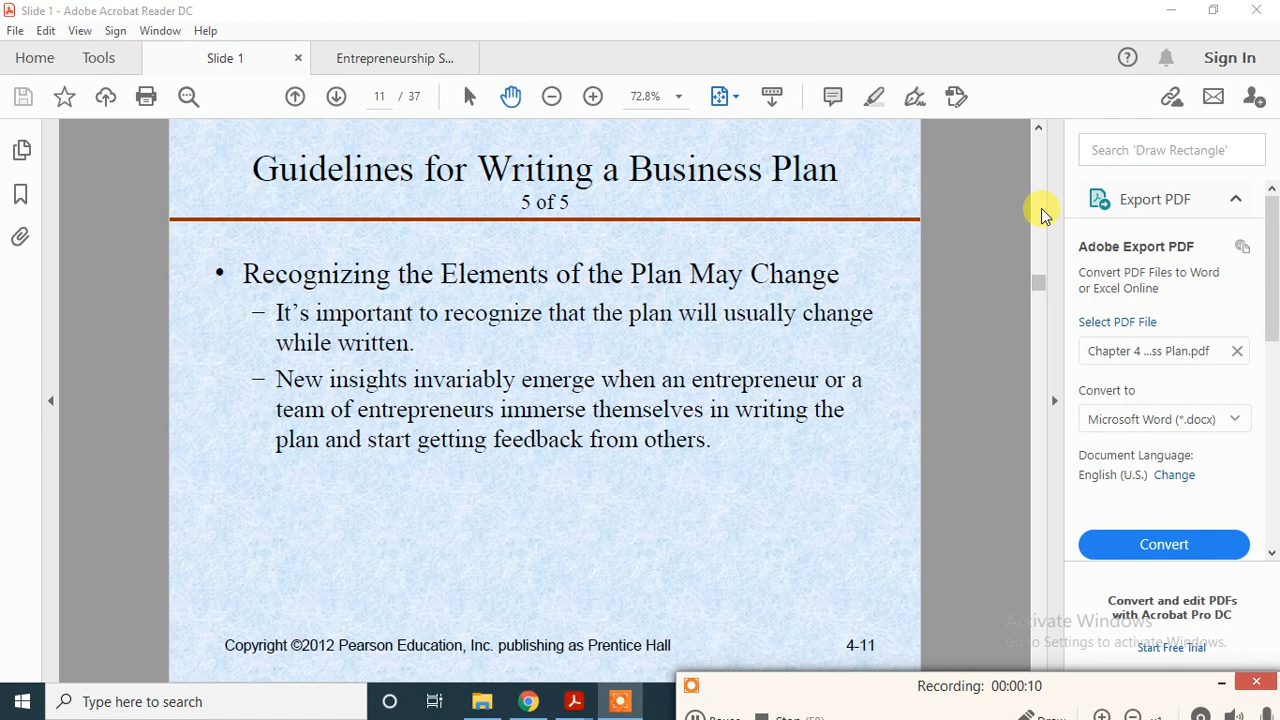 Slide 1 - Adobe Acrobat Reader DC
File Edit View Sign Window Help
Home Tools Slide 1 × Entrepreneurship S... ? Sign In
11 / 37 72.8%
Guidelines for Writing a Business Plan
5 of 5
• Recognizing the Elements of the Plan May Change
– It’s important to recognize that the plan will usually change
while written.
– New insights invariably emerge when an entrepreneur or a
team of entrepreneurs immerse themselves in writing the
plan and start getting feedback from others.
Copyright ©2012 Pearson Education, Inc. publishing as Prentice Hall 4-11
Search 'Draw Rectangle'
Export PDF
Adobe Export PDF
Convert PDF Files to Word
or Excel Online
Select PDF File
Chapter 4 ...ss Plan.pdf
Convert to
Microsoft Word (*.docx)
Document Language:
English (U.S.) Change
Convert
Convert and edit PDFs
with Acrobat Pro DC
Start Free Trial
Activate Windows
Go to Settings to activate Windows.
Type here to search
Recording: 00:00:10
Pause Stop Draw